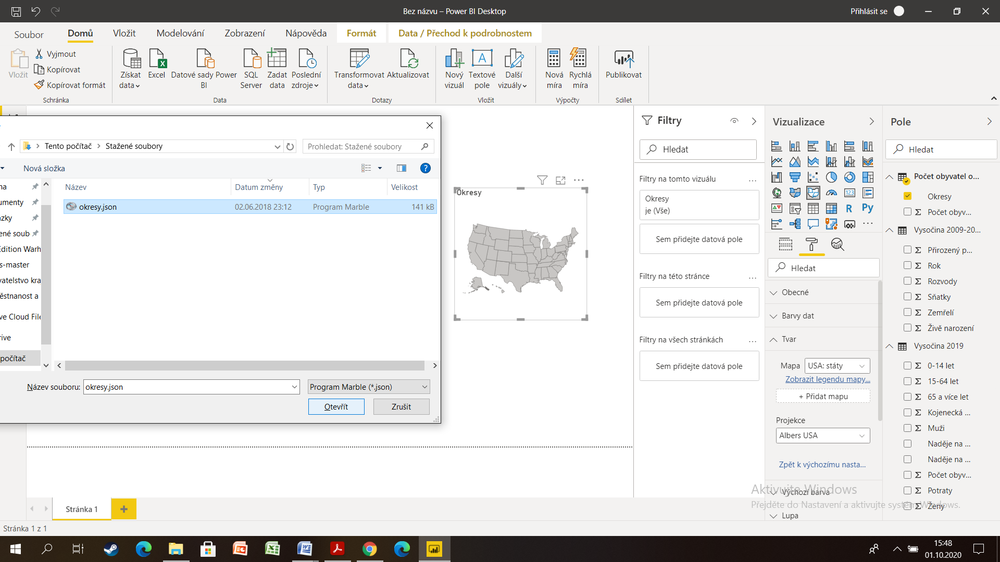 Bez názvu – Power BI Desktop
Přihlásit se
Soubor
Domů
Vložit
Modelování
Zobrazení
Nápověda
Formát
Data / Přechod k podrobnostem
Vložit
Vyjmout
Kopírovat
Kopírovat formát
Schránka
Získat
data
Excel
Datové sady Power
BI
SQL
Server
Zadat
data
Poslední
zdroje
Data
Transformovat
data
Aktualizovat
Dotazy
Nový
vizuál
Textové
pole
Další
vizuály
Vložit
Nová
míra
Rychlá
míra
Výpočty
Publikovat
Sdílet
Tento počítač
Stažené soubory
Prohledat: Stažené soubory
Nová složka
na
umenty
ázky
ené soub
Edition Warh
s-master
vatelstvo kra
ěstnanost a
ve Cloud File
rive
počítač
Název
Datum změny
Typ
Velikost
okresy.json
02.06.2018 23:12
Program Marble
141 kB
Název souboru:
okresy.json
Program Marble (*.json)
Otevřít
Zrušit
Okresy
Filtry
Hledat
Filtry na tomto vizuálu
...
Okresy
je (Vše)
Sem přidejte datová pole
Filtry na této stránce
...
Sem přidejte datová pole
Filtry na všech stránkách
...
Sem přidejte datová pole
Vizualizace
123
R
Py
Hledat
Obecné
Barvy dat
Tvar
Mapa
USA: státy
Zobrazit legendu mapy...
+ Přidat mapu
Projekce
Albers USA
Zpět k výchozímu nasta...
Výchozí barva
Lupa
Pole
Hledat
Počet obyvatel o...
Okresy
Počet obyv...
Vysočina 2009-20...
Přirozený p...
Rok
Rozvody
Sňatky
Zemřelí
Živě narození
Vysočina 2019
0-14 let
15-64 let
65 a více let
Kojenecká ...
Muži
Naděje na ...
Naděje na ...
Počet obyv...
Potraty
Ženy
Aktivujte Windows
Přejděte do Nastavení a aktivujte systém Windows.
Stránka 1
Stránka 1 z 1
15:48
01.10.2020